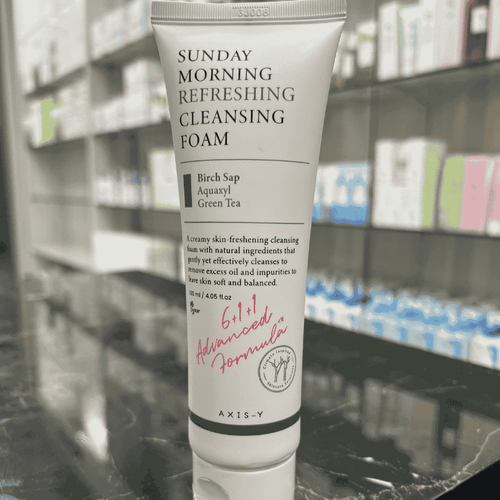 SUNDAY
MORNING
REFRESHING
CLEANSING
FOAM
Birch Sap
Aquaxyl
Green Tea
A creamy skin-freshening cleansing
foam with natural ingredients that
gently yet effectively cleanses to
remove excess oil and impurities to
leave skin soft and balanced.
120 ml / 4.05 fl.oz
6+1+1
Advanced
Formula
AXIS-Y